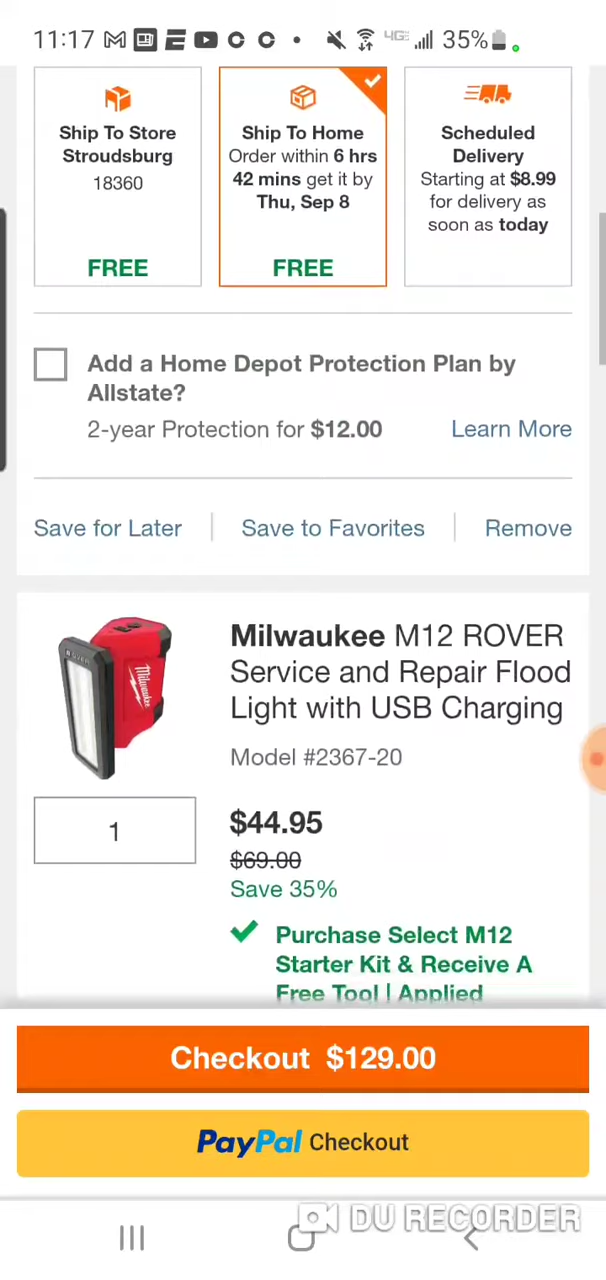 11:17 4G 35%
Ship To Store
Stroudsburg
18360
FREE
Ship To Home
Order within 6 hrs
42 mins get it by
Thu, Sep 8
FREE
Scheduled
Delivery
Starting at $8.99
for delivery as
soon as today
Add a Home Depot Protection Plan by
Allstate?
2-year Protection for $12.00 Learn More
Save for Later Save to Favorites Remove
ROVER
Milwaukee
Milwaukee M12 ROVER
Service and Repair Flood
Light with USB Charging
Model #2367-20
1
$44.95
$69.00
Save 35%
Purchase Select M12
Starter Kit & Receive A
Free Tool | Applied
Checkout $129.00
PayPal Checkout
DU RECORDER